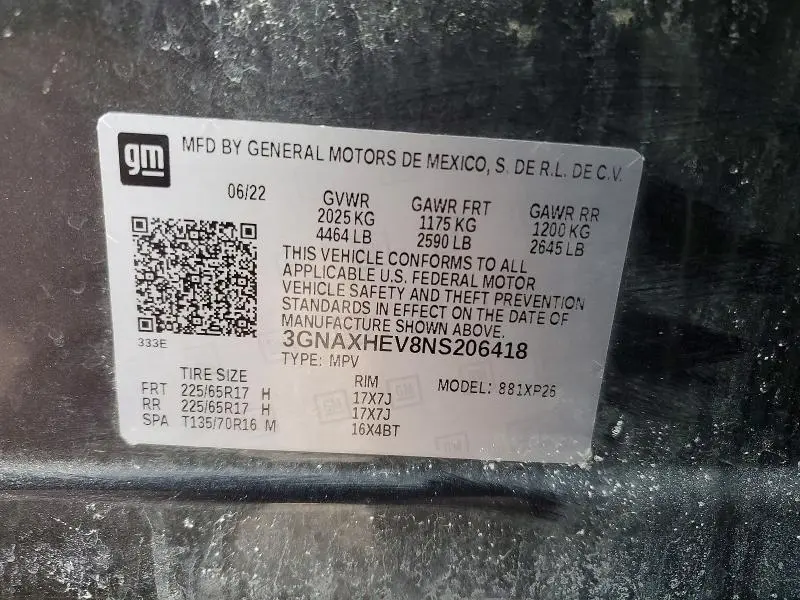 gm MFD BY GENERAL MOTORS DE MEXICO, S. DE R.L. DE C.V.
06/22 GVWR GAWR FRT GAWR RR
2025 KG 1175 KG 1200 KG
4464 LB 2590 LB 2645 LB
THIS VEHICLE CONFORMS TO ALL
APPLICABLE U.S. FEDERAL MOTOR
VEHICLE SAFETY AND THEFT PREVENTION
STANDARDS IN EFFECT ON THE DATE OF
MANUFACTURE SHOWN ABOVE.
333E
3GNAXHEV8NS206418
TYPE: MPV
TIRE SIZE RIM MODEL: 881XP26
FRT 225/65R17 H 17X7J
RR 225/65R17 H 17X7J
SPA T135/70R16 M 16X4BT